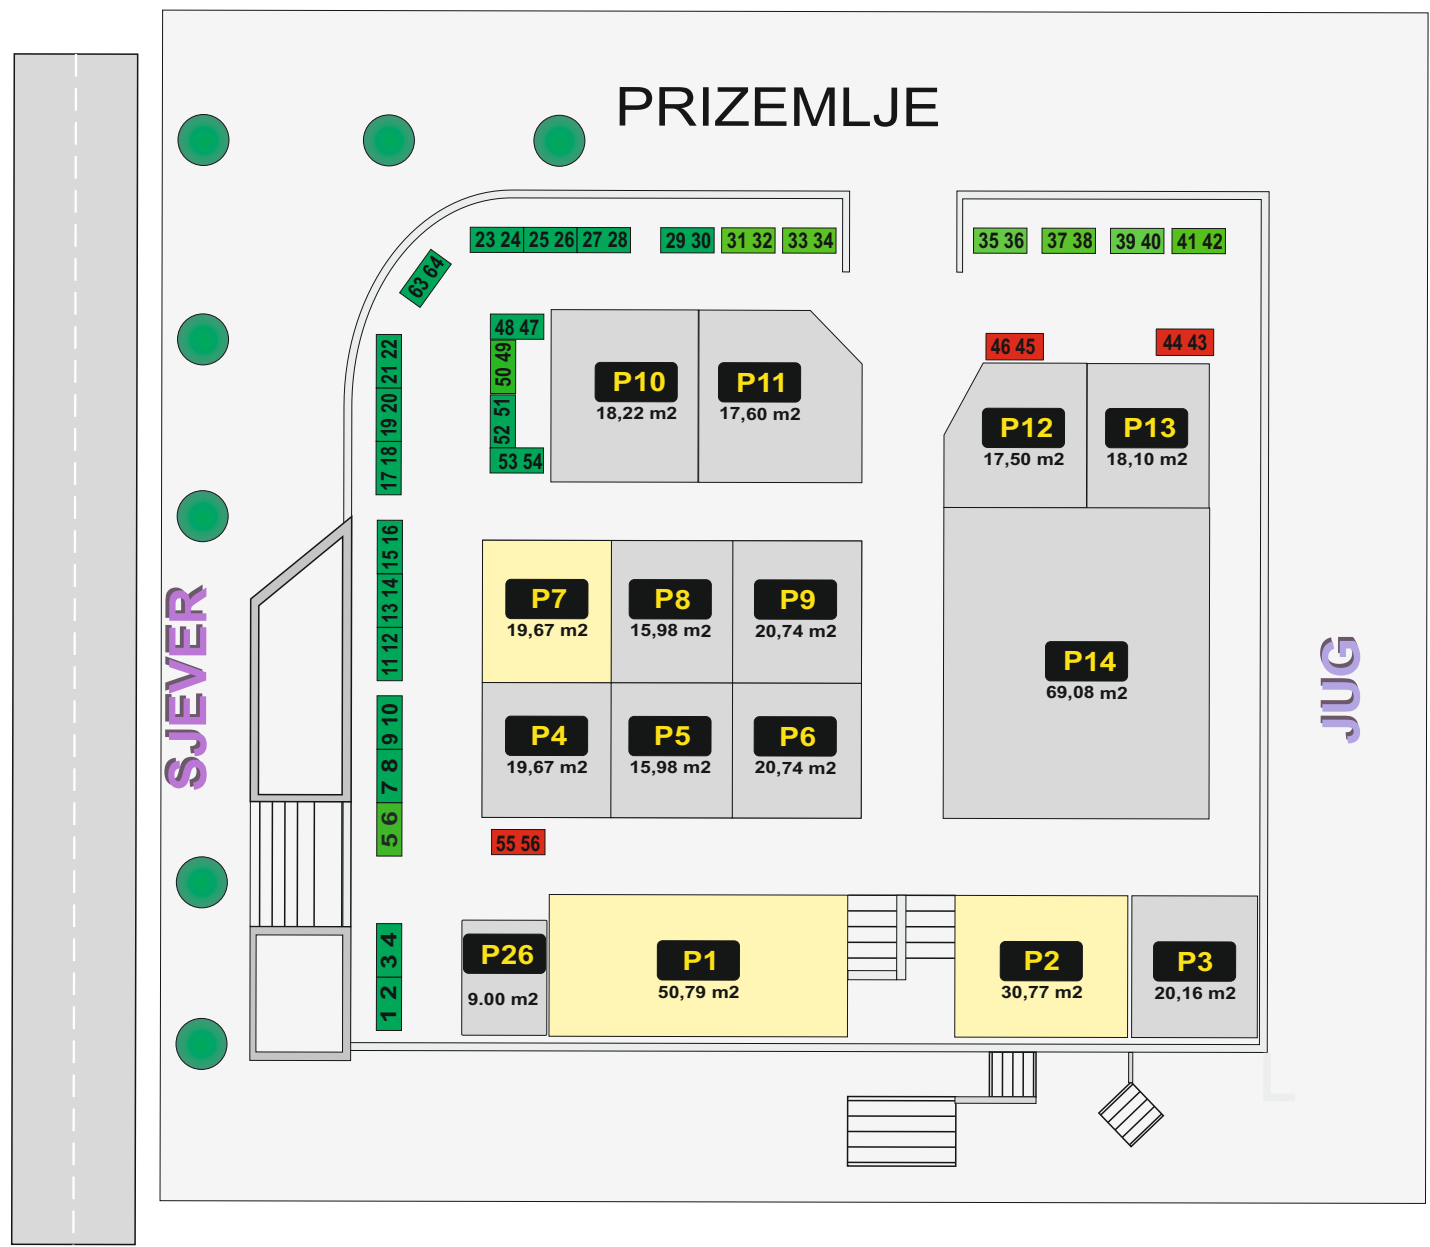 PRIZEMLJE
23 24 25 26 27 28 29 30 31 32 33 34 35 36 37 38 39 40 41 42
63 64
48 47
50 49
52 51
53 54
46 45
44 43
21 22
19 20
17 18
P10
18,22 m2
P11
17,60 m2
P12
17,50 m2
P13
18,10 m2
15 16
13 14
11 12
P7
19,67 m2
P8
15,98 m2
P9
20,74 m2
P14
69,08 m2
SJEVER
JUG
9 10
7 8
5 6
P4
19,67 m2
P5
15,98 m2
P6
20,74 m2
55 56
3 4
1 2
P26
9.00 m2
P1
50,79 m2
P2
30,77 m2
P3
20,16 m2